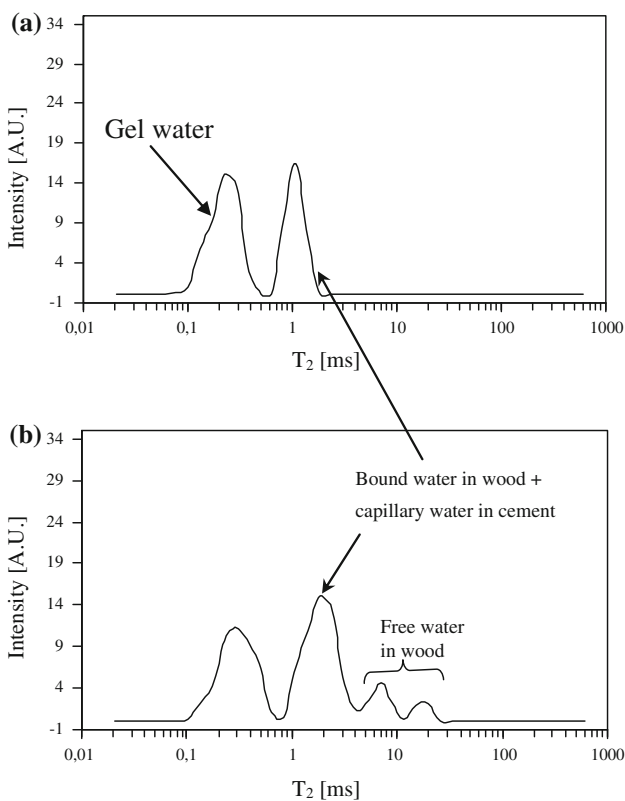 (a)
34
29
24
19
14
9
4
-1
Intensity [A.U.]
Gel water
0,01 0,1 1 10 100 1000
T2 [ms]
(b)
34
29
24
19
14
9
4
-1
Intensity [A.U.]
Bound water in wood +
capillary water in cement
Free water
in wood
0,01 0,1 1 10 100 1000
T2 [ms]